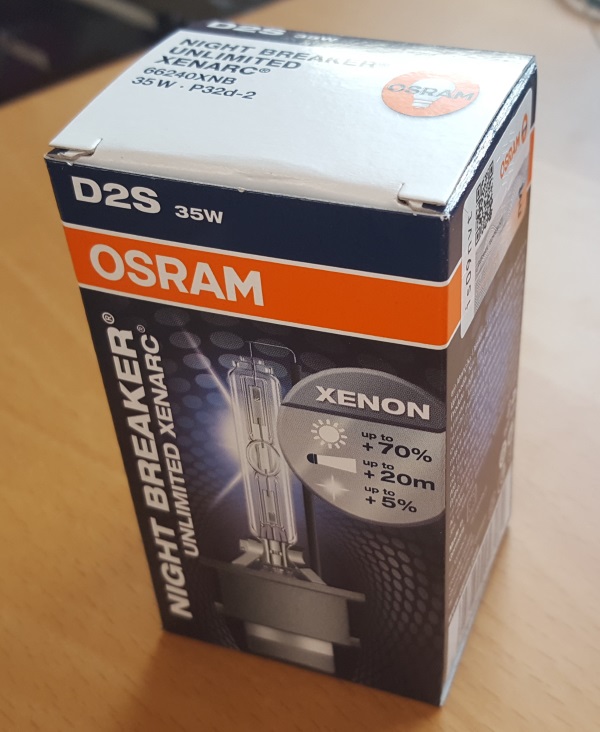 D2S 35W
NIGHT BREAKER®
UNLIMITED
XENARC®
66240XNB
35W · P32d-2
OSRAM
D2S 35W
OSRAM
NIGHT BREAKER®
UNLIMITED XENARC®
XENON
up to
+70%
up to
+20m
up to
+5%
OSRAM